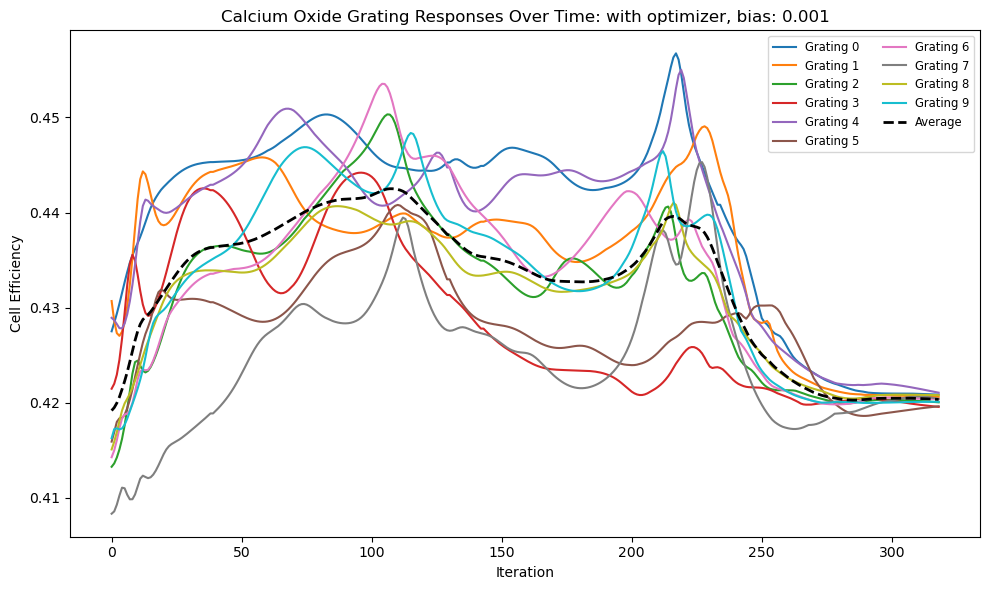 Calcium Oxide Grating Responses Over Time: with optimizer, bias: 0.001
Cell Efficiency
0.45
0.44
0.43
0.42
0.41
Grating 0
Grating 1
Grating 2
Grating 3
Grating 4
Grating 5
Grating 6
Grating 7
Grating 8
Grating 9
Average
0 50 100 150 200 250 300
Iteration